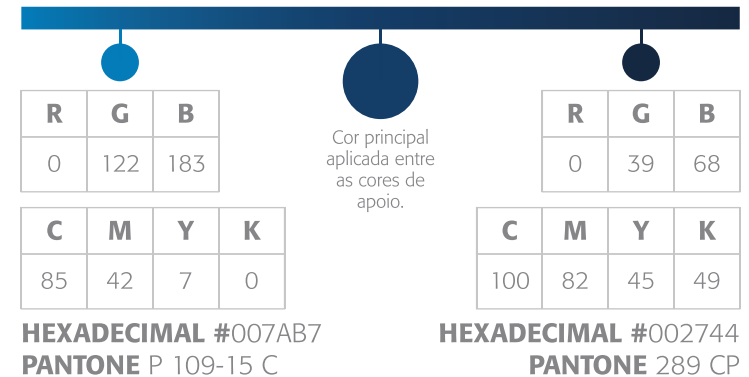 R G B
0 122 183
C M Y K
85 42 7 0
HEXADECIMAL #007AB7
PANTONE P 109-15 C
Cor principal
aplicada entre
as cores de
apoio.
R G B
0 39 68
C M Y K
100 82 45 49
HEXADECIMAL #002744
PANTONE 289 CP